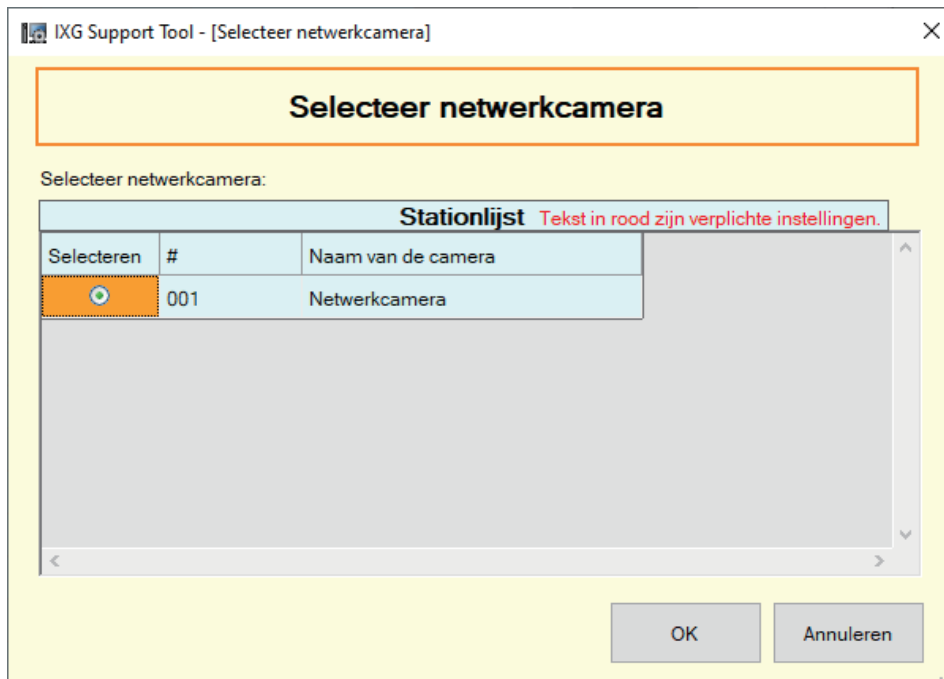 IXG Support Tool - [Selecteer netwerkcamera]
Selecteer netwerkcamera
Selecteer netwerkcamera:
Stationlijst Tekst in rood zijn verplichte instellingen.
Selecteren # Naam van de camera
001 Netwerkcamera
OK Annuleren